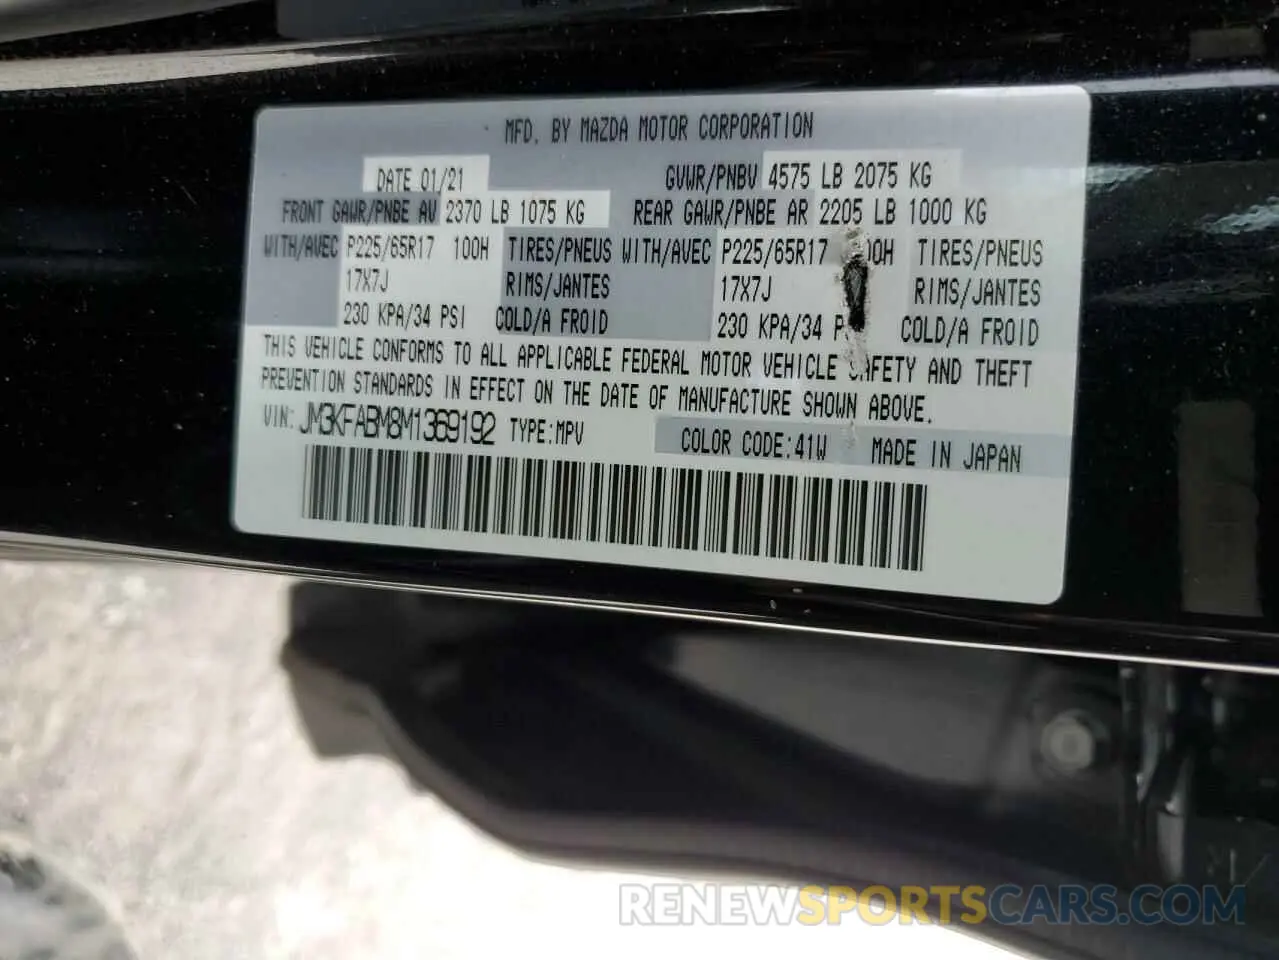 MFD. BY MAZDA MOTOR CORPORATION
DATE 01/21 GVWR/PNBV 4575 LB 2075 KG
FRONT GAWR/PNBE AV 2370 LB 1075 KG REAR GAWR/PNBE AR 2205 LB 1000 KG
WITH/AVEC P225/65R17 100H TIRES/PNEUS WITH/AVEC P225/65R17 TIRES/PNEUS
17X7J RIMS/JANTES 17X7J RIMS/JANTES
230 KPA/34 PSI COLD/A FROID 230 KPA/34 COLD/A FROID
THIS VEHICLE CONFORMS TO ALL APPLICABLE FEDERAL MOTOR VEHICLE SAFETY AND THEFT
PREVENTION STANDARDS IN EFFECT ON THE DATE OF MANUFACTURE SHOWN ABOVE.
VIN: JM3KFABM8M1369192 TYPE:MPV
COLOR CODE:41W MADE IN JAPAN
RENEWSPORTSCARS.COM